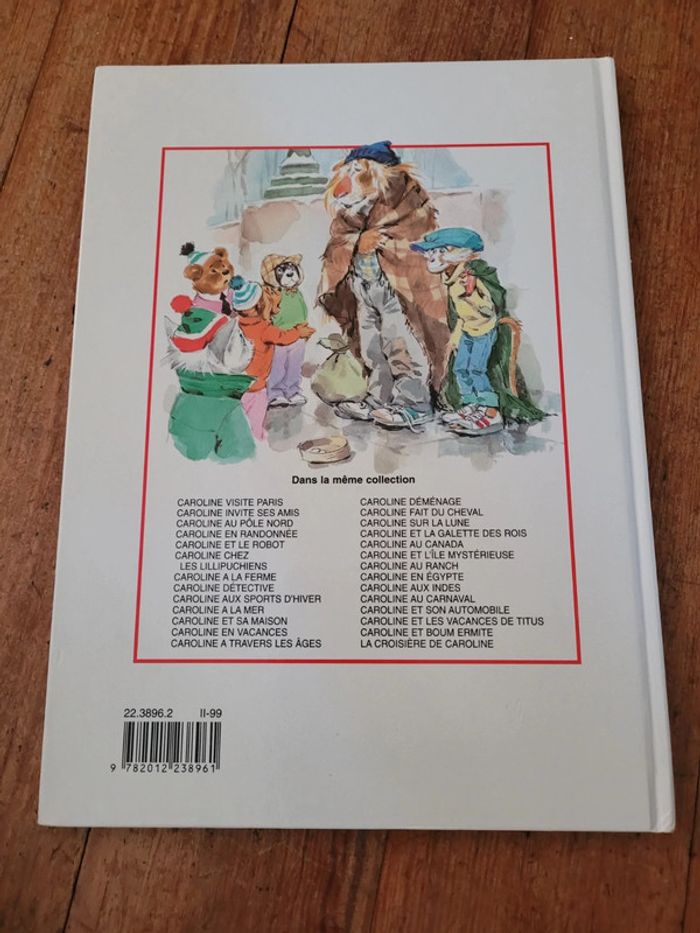 Dans la même collection
CAROLINE VISITE PARIS
CAROLINE INVITE SES AMIS
CAROLINE AU PÔLE NORD
CAROLINE EN RANDONNÉE
CAROLINE ET LE ROBOT
CAROLINE CHEZ
LES LILLIPUCHIENS
CAROLINE A LA FERME
CAROLINE DÉTECTIVE
CAROLINE AUX SPORTS D'HIVER
CAROLINE A LA MER
CAROLINE ET SA MAISON
CAROLINE EN VACANCES
CAROLINE A TRAVERS LES ÂGES
CAROLINE DÉMÉNAGE
CAROLINE FAIT DU CHEVAL
CAROLINE SUR LA LUNE
CAROLINE ET LA GALETTE DES ROIS
CAROLINE AU CANADA
CAROLINE ET L'ÎLE MYSTÉRIEUSE
CAROLINE AU RANCH
CAROLINE EN ÉGYPTE
CAROLINE AUX INDES
CAROLINE AU CARNAVAL
CAROLINE ET SON AUTOMOBILE
CAROLINE ET LES VACANCES DE TITUS
CAROLINE ET BOUM ERMITE
LA CROISIÈRE DE CAROLINE
22.3896.2 II-99
9 782012 238961